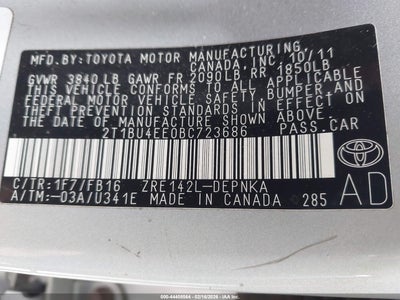 MFD.BY:TOYOTA MOTOR MANUFACTURING
CANADA,INC. 10/11
GVWR 3840 LB GAWR FR 2090LB RR 1850LB
THIS VEHICLE CONFORMS TO ALL APPLICABLE
FEDERAL MOTOR VEHICLE SAFETY, BUMPER, AND
THEFT PREVENTION STANDARDS IN EFFECT ON
THE DATE OF MANUFACTURE SHOWN ABOVE.
2T1BU4EE0BC723686 PASS.CAR
C/TR:1F7/FB16 ZRE142L-DEPNKA
A/TM:-03A/U341E MADE IN CANADA 285
TOYOTA
AD